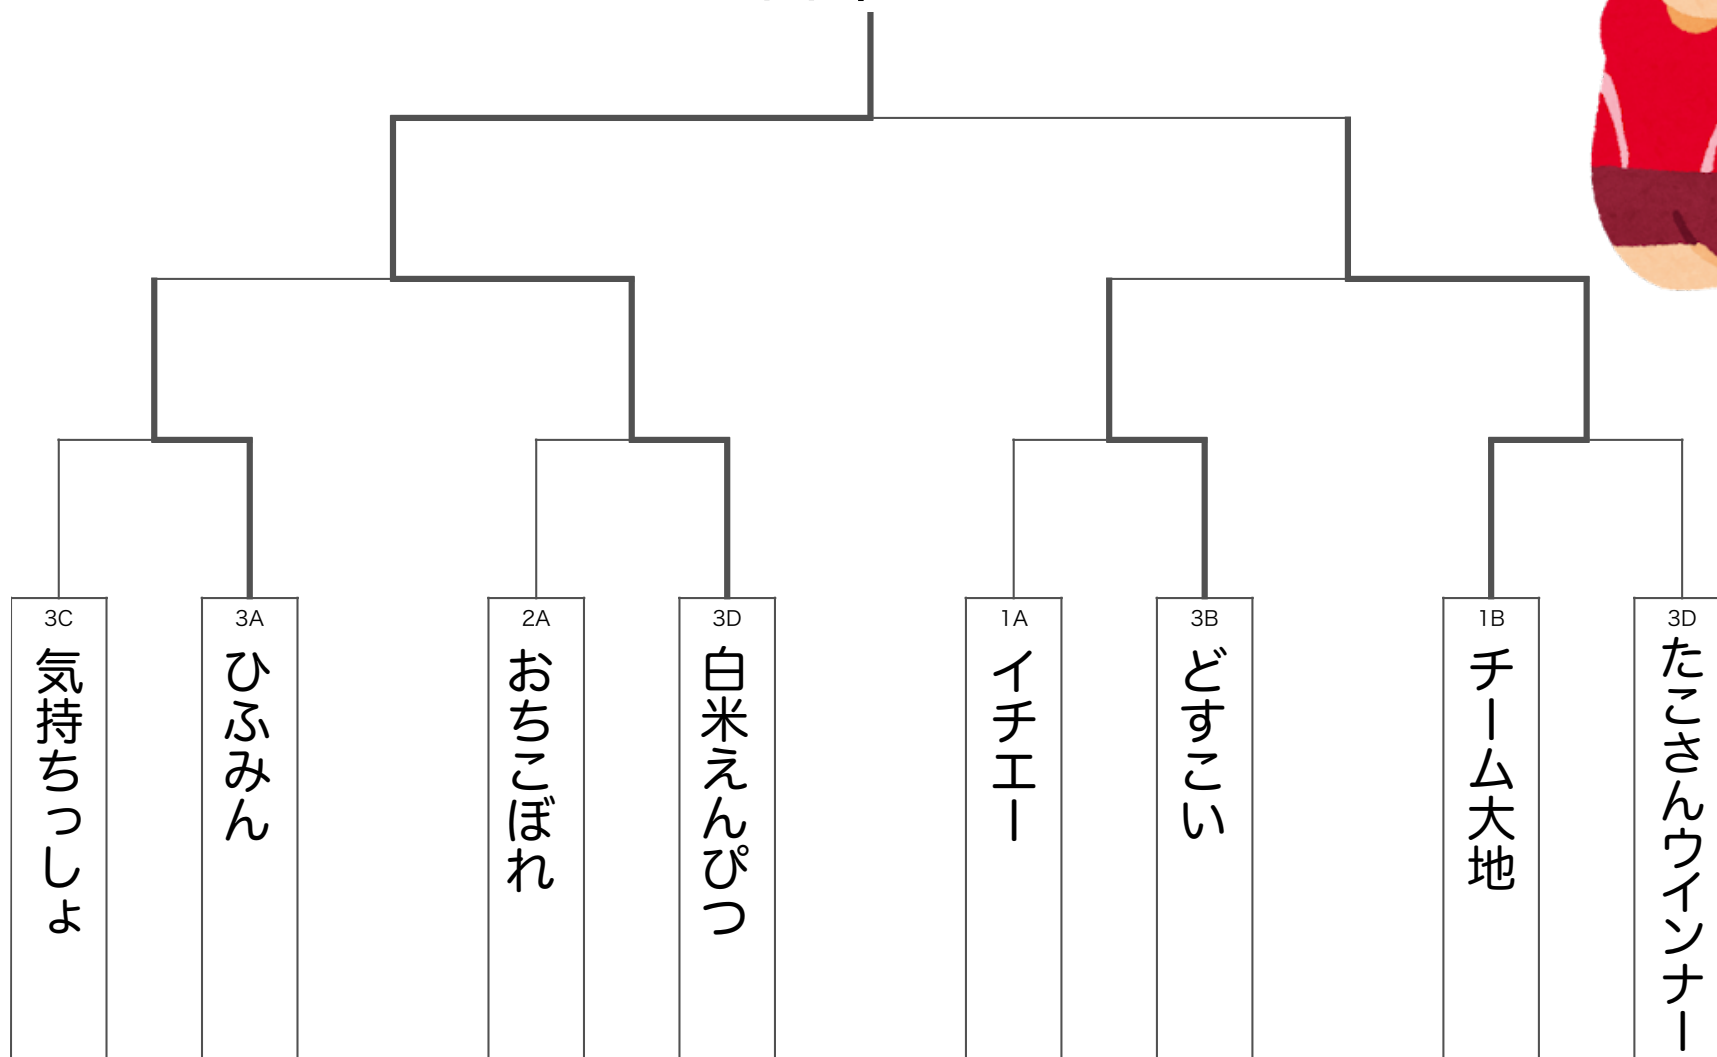 3C
気持ちっしょ
3A
ひふみん
2A
おちこぼれ
3D
白米えんぴつ
1A
イチエー
3B
どすこい
1B
チーム大地
3D
たこさんウインナー